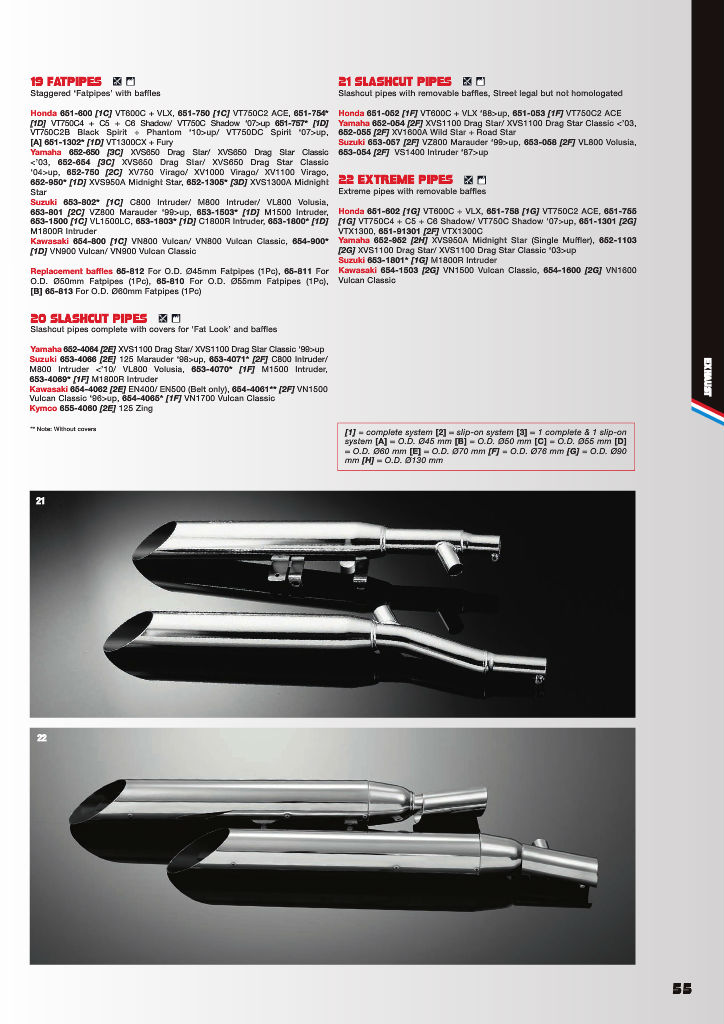 19 FATPIPES
Staggered ‘Fatpipes’ with baffles
Honda 651-600 [1C] VT600C + VLX, 651-750 [1C] VT750C2 ACE, 651-754*
[1D] VT750C4 + C5 + C6 Shadow/ VT750C Shadow ‘07>up 651-757* [1D]
VT750C2B Black Spirit + Phantom ‘10>up/ VT750DC Spirit ‘07>up,
[A] 651-1302* [1D] VT1300CX + Fury
Yamaha 652-650 [3C] XVS650 Drag Star/ XVS650 Drag Star Classic
<‘03, 652-654 [3C] XVS650 Drag Star/ XVS650 Drag Star Classic
‘04>up, 652-750 [2C] XV750 Virago/ XV1000 Virago/ XV1100 Virago,
652-950* [1D] XVS950A Midnight Star, 652-1305* [3D] XVS1300A Midnight
Star
Suzuki 653-802* [1C] C800 Intruder/ M800 Intruder/ VL800 Volusia,
653-801 [2C] VZ800 Marauder ‘99>up, 653-1503* [1D] M1500 Intruder,
653-1500 [1C] VL1500LC, 653-1803* [1D] C1800R Intruder, 653-1800* [1D]
M1800R Intruder
Kawasaki 654-800 [1C] VN800 Vulcan/ VN800 Vulcan Classic, 654-900*
[1D] VN900 Vulcan/ VN900 Vulcan Classic
Replacement baffles 65-812 For O.D. Ø45mm Fatpipes (1Pc), 65-811 For
O.D. Ø50mm Fatpipes (1Pc), 65-810 For O.D. Ø55mm Fatpipes (1Pc),
[B] 65-813 For O.D. Ø60mm Fatpipes (1Pc)
20 SLASHCUT PIPES
Slashcut pipes complete with covers for ‘Fat Look’ and baffles
Yamaha 652-4064 [2E] XVS1100 Drag Star/ XVS1100 Drag Star Classic ‘99>up
Suzuki 653-4066 [2E] 125 Marauder ‘98>up, 653-4071* [2F] C800 Intruder/
M800 Intruder <‘10/ VL800 Volusia, 653-4070* [1F] M1500 Intruder,
653-4069* [1F] M1800R Intruder
Kawasaki 654-4062 [2E] EN400/ EN500 (Belt only), 654-4061** [2F] VN1500
Vulcan Classic ‘96>up, 654-4065* [1F] VN1700 Vulcan Classic
Kymco 655-4060 [2E] 125 Zing
** Note: Without covers
21 SLASHCUT PIPES
Slashcut pipes with removable baffles, Street legal but not homologated
Honda 651-052 [1F] VT600C + VLX ‘88>up, 651-053 [1F] VT750C2 ACE
Yamaha 652-054 [2F] XVS1100 Drag Star/ XVS1100 Drag Star Classic <‘03,
652-055 [2F] XV1600A Wild Star + Road Star
Suzuki 653-057 [2F] VZ800 Marauder ‘99>up, 653-058 [2F] VL800 Volusia,
653-054 [2F] VS1400 Intruder ‘87>up
22 EXTREME PIPES
Extreme pipes with removable baffles
Honda 651-602 [1G] VT600C + VLX, 651-758 [1G] VT750C2 ACE, 651-755
[1G] VT750C4 + C5 + C6 Shadow/ VT750C Shadow ‘07>up, 651-1301 [2G]
VTX1300, 651-91301 [2F] VTX1300C
Yamaha 652-952 [2H] XVS950A Midnight Star (Single Muffler), 652-1103
[2G] XVS1100 Drag Star/ XVS1100 Drag Star Classic ‘03>up
Suzuki 653-1801* [1G] M1800R Intruder
Kawasaki 654-1503 [2G] VN1500 Vulcan Classic, 654-1600 [2G] VN1600
Vulcan Classic
[1] = complete system [2] = slip-on system [3] = 1 complete & 1 slip-on
system [A] = O.D. Ø45 mm [B] = O.D. Ø50 mm [C] = O.D. Ø55 mm [D]
= O.D. Ø60 mm [E] = O.D. Ø70 mm [F] = O.D. Ø76 mm [G] = O.D. Ø90
mm [H] = O.D. Ø130 mm
EXHAUST
21
22
55